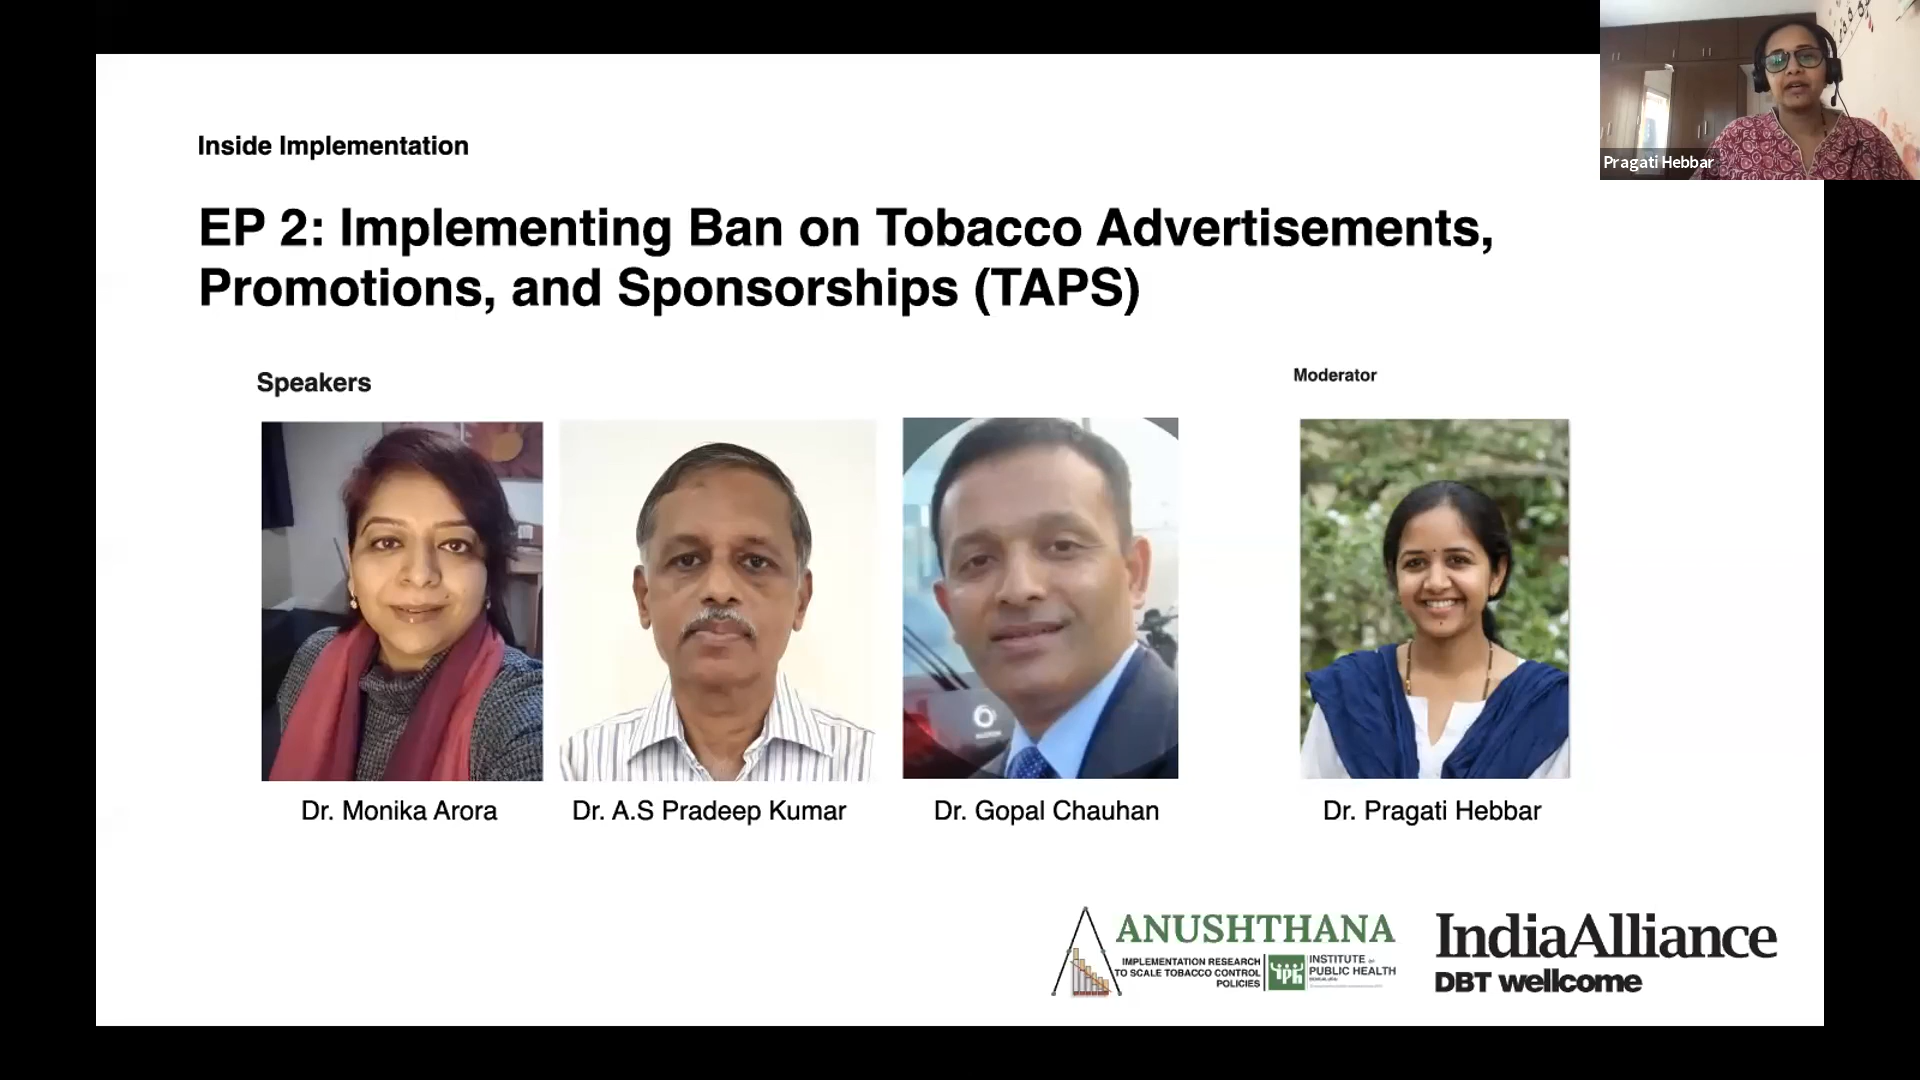 Pragati Hebbar
Inside Implementation
EP 2: Implementing Ban on Tobacco Advertisements,
Promotions, and Sponsorships (TAPS)
Speakers
Moderator
Dr. Monika Arora
Dr. A.S Pradeep Kumar
Dr. Gopal Chauhan
Dr. Pragati Hebbar
ANUSHTHANA
IMPLEMENTATION RESEARCH
TO SCALE TOBACCO CONTROL
POLICIES
iph
INSTITUTE of
PUBLIC HEALTH
IndiaAlliance
DBT wellcome